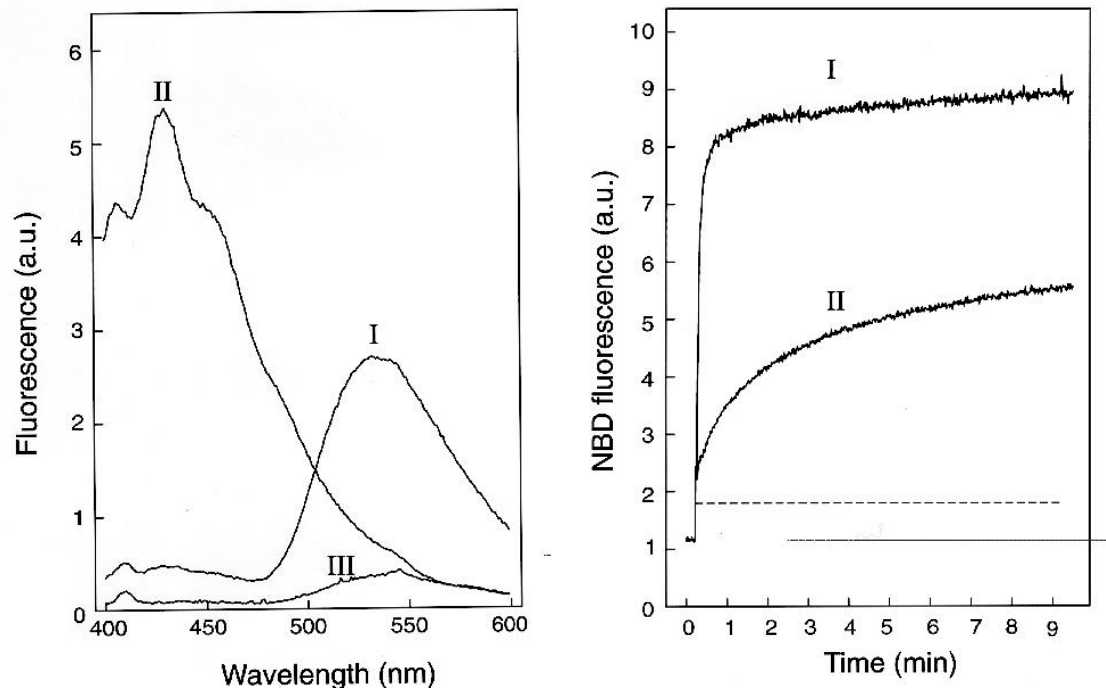 6
5
4
3
2
1
0
400 450 500 550 600
Fluorescence (a.u.)
Wavelength (nm)
II
I
III
10
9
8
7
6
5
4
3
2
1
0
0 1 2 3 4 5 6 7 8 9
NBD fluorescence (a.u.)
Time (min)
I
II